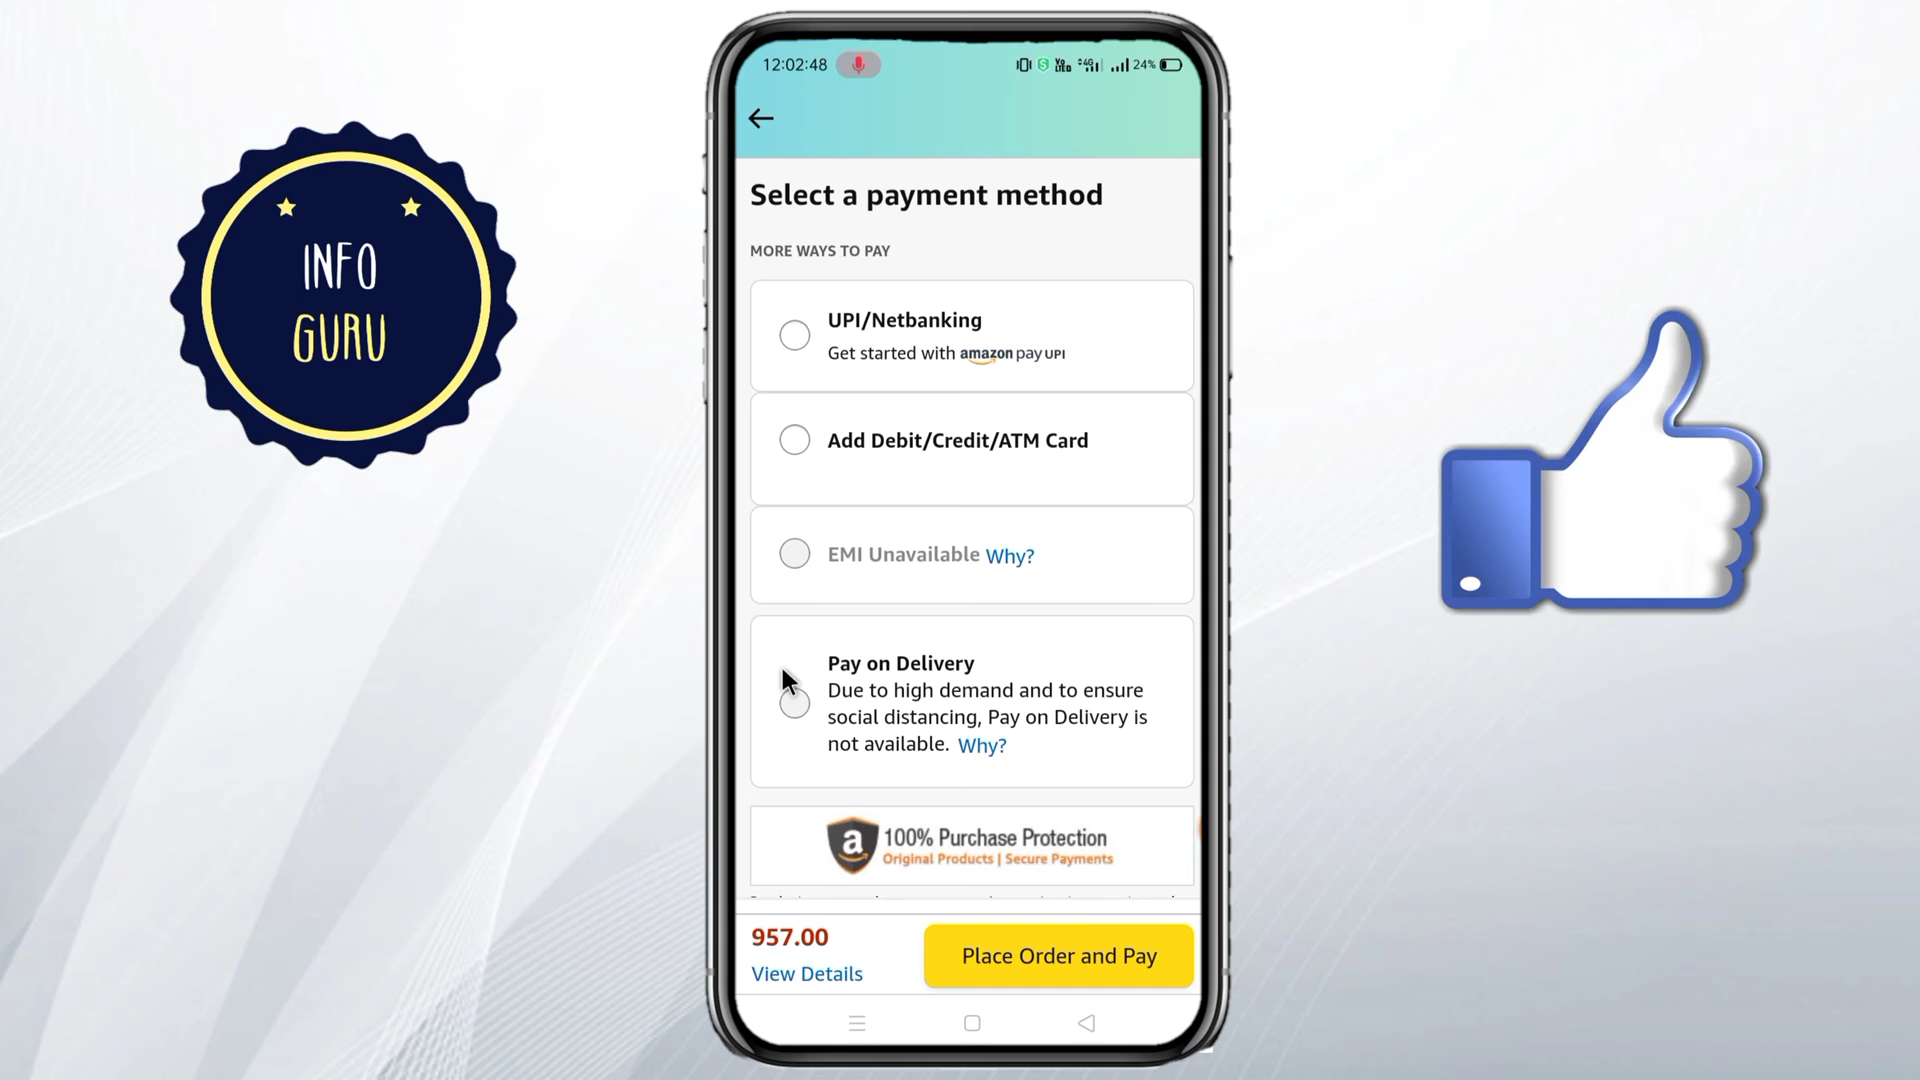 INFO
GURU
12:02:48
24%
Select a payment method
MORE WAYS TO PAY
UPI/Netbanking
Get started with amazon pay UPI
Add Debit/Credit/ATM Card
EMI Unavailable Why?
Pay on Delivery
Due to high demand and to ensure
social distancing, Pay on Delivery is
not available. Why?
a 100% Purchase Protection
Original Products | Secure Payments
957.00
Place Order and Pay
View Details